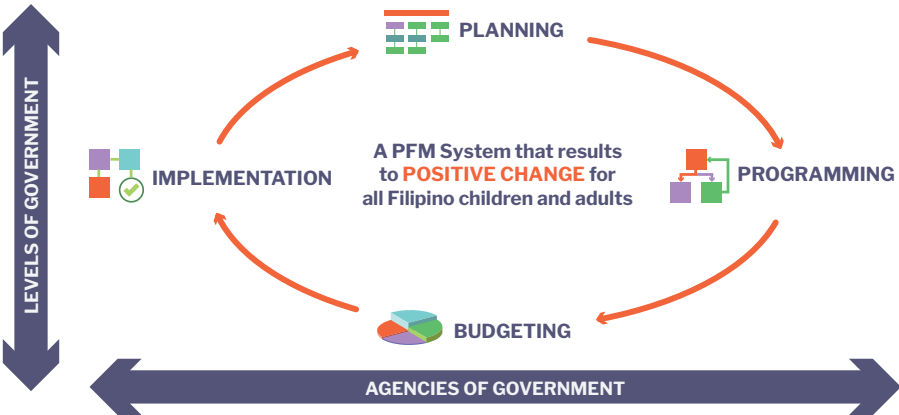 PLANNING
LEVELS OF GOVERNMENT
A PFM System that results
to POSITIVE CHANGE for
all Filipino children and adults
IMPLEMENTATION
PROGRAMMING
BUDGETING
AGENCIES OF GOVERNMENT